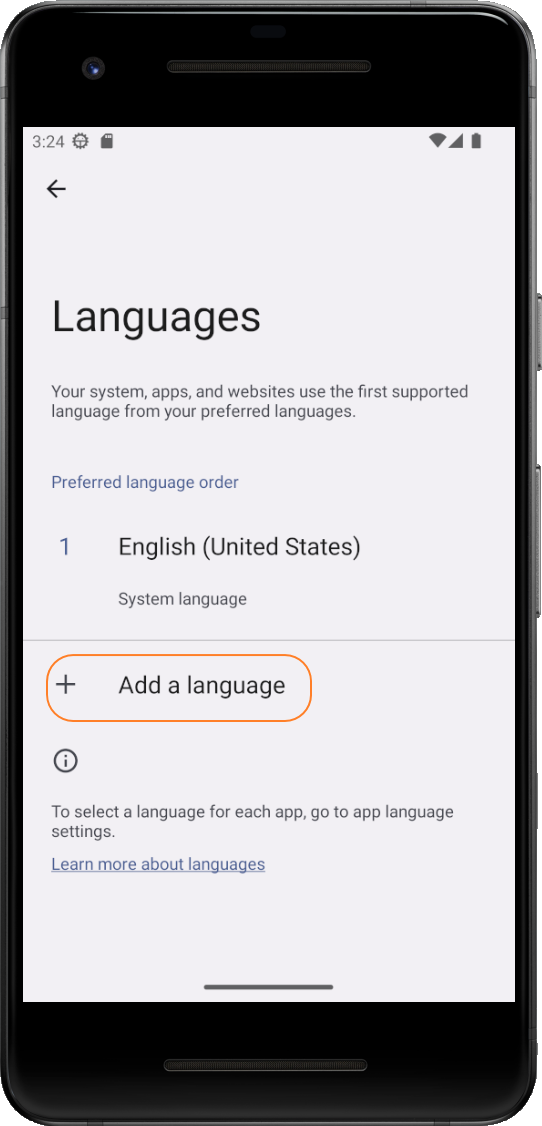 3:24
Languages
Your system, apps, and websites use the first supported
language from your preferred languages.
Preferred language order
1 English (United States)
System language
+ Add a language
To select a language for each app, go to app language
settings.
Learn more about languages